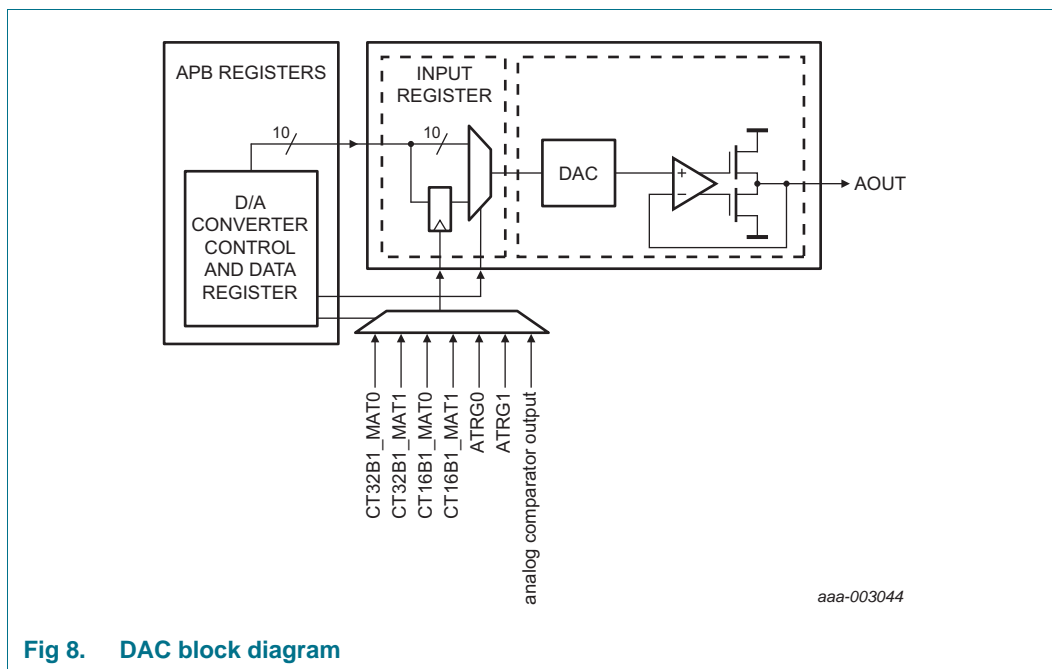 APB REGISTERS
INPUT
REGISTER
10
10
D/A
CONVERTER
CONTROL
AND DATA
REGISTER
DAC
+
−
AOUT
CT32B1_MAT0
CT32B1_MAT1
CT16B1_MAT0
CT16B1_MAT1
ATRG0
ATRG1
analog comparator output
aaa-003044
Fig 8. DAC block diagram